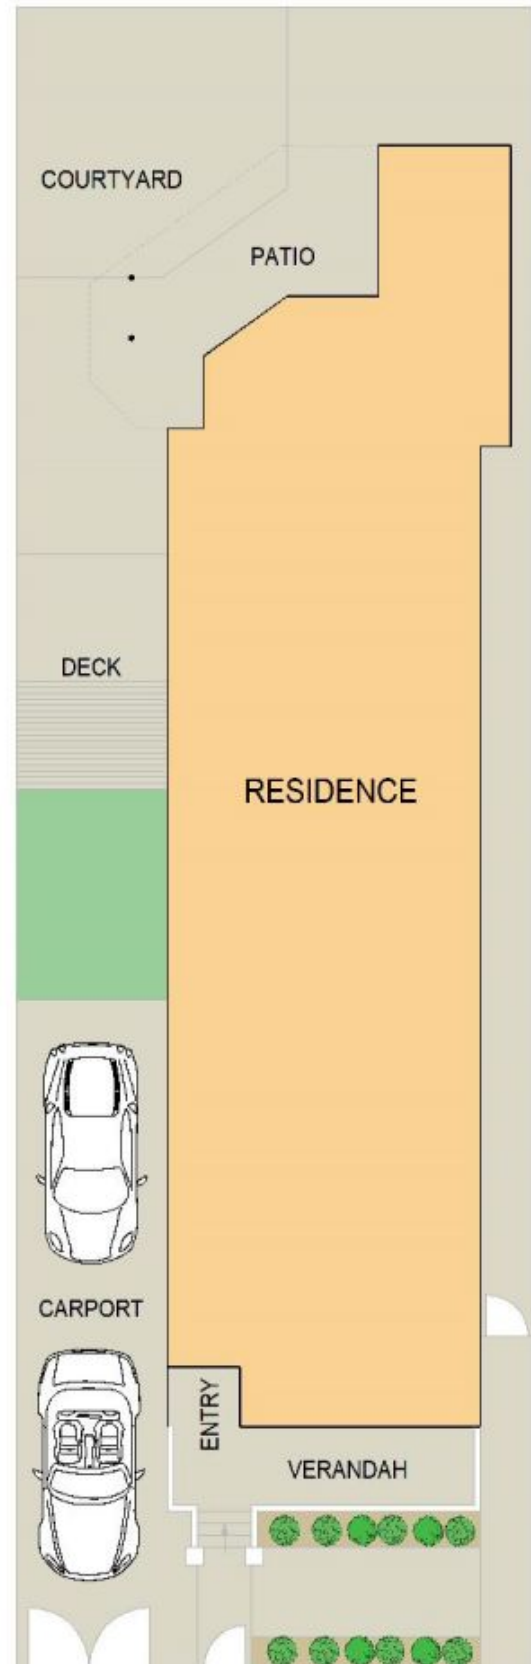 COURTYARD
PATIO
DECK
RESIDENCE
CARPORT
ENTRY
VERANDAH